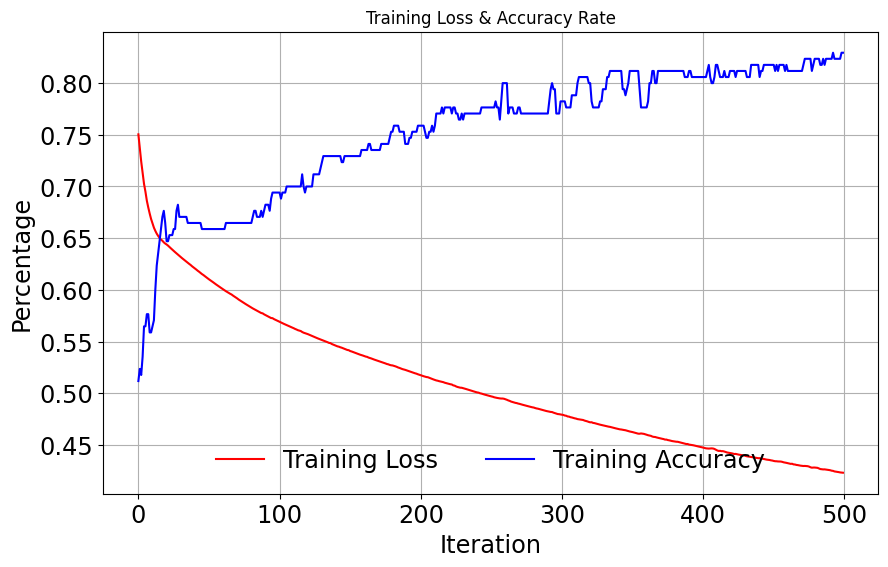 Training Loss & Accuracy Rate
0.80
0.75
0.70
0.65
0.60
0.55
0.50
0.45
Percentage
Training Loss
Training Accuracy
0
100
200
300
400
500
Iteration